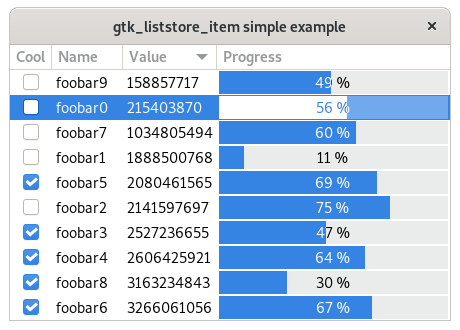 gtk_liststore_item simple example
Cool Name Value Progress
foobar9 158857717 49 %
foobar0 215403870 56 %
foobar7 1034805494 60 %
foobar1 1888500768 11 %
foobar5 2080461565 69 %
foobar2 2141597697 75 %
foobar3 2527236655 47 %
foobar4 2606425921 64 %
foobar8 3163234843 30 %
foobar6 3266061056 67 %